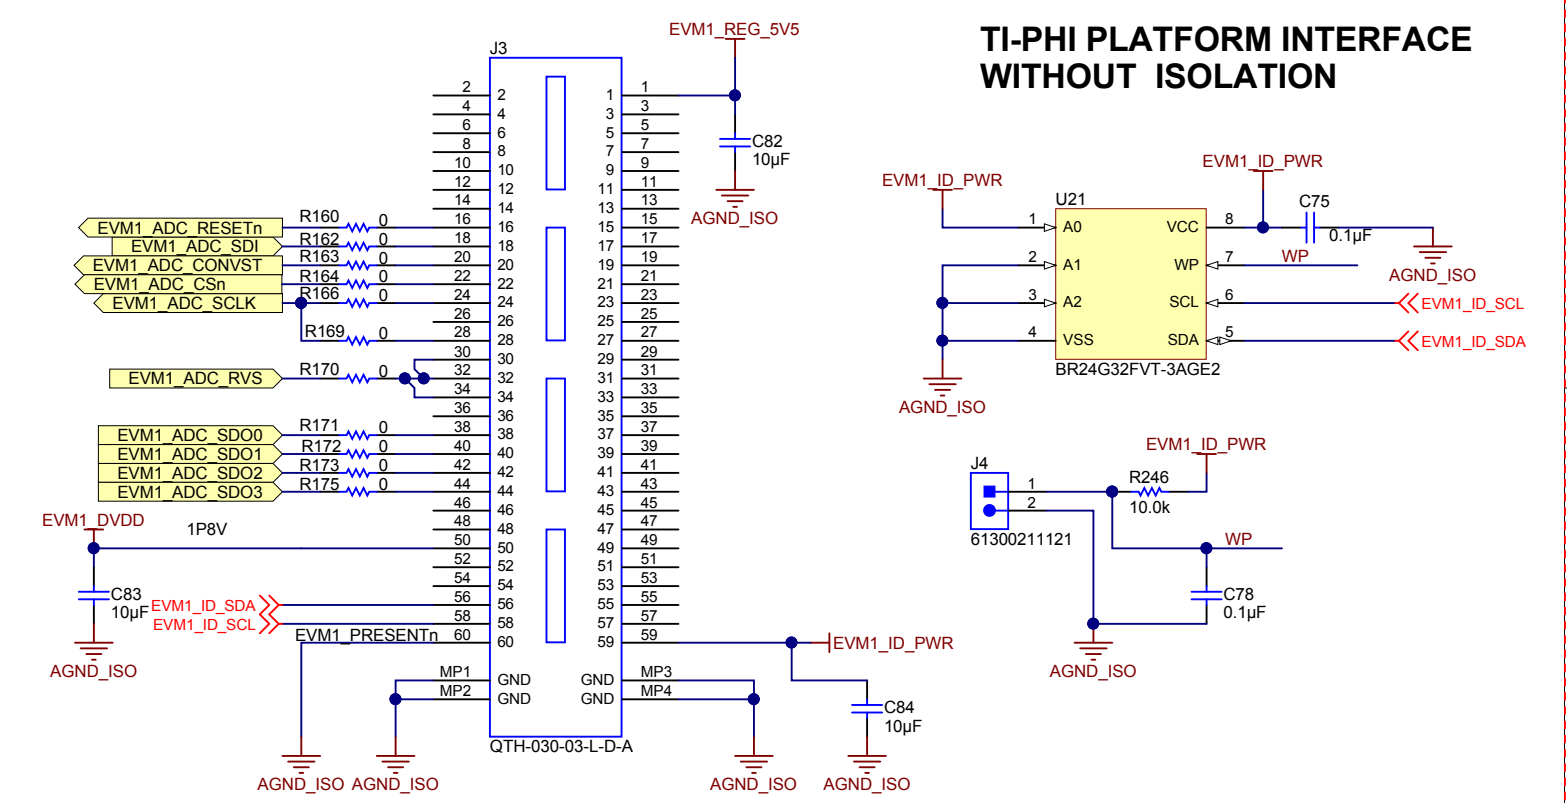 TI-PHI PLATFORM INTERFACE
WITHOUT ISOLATION
EVM1_REG_5V5
J3
2 2 1 1
4 4 3 3
6 6 5 5
8 8 7 7
10 10 9 9
12 12 11 11
14 14 13 13
16 16 15 15
18 18 17 17
20 20 19 19
22 22 21 21
24 24 23 23
26 26 25 25
28 28 27 27
30 30 29 29
32 32 31 31
34 34 33 33
36 36 35 35
38 38 37 37
40 40 39 39
42 42 41 41
44 44 43 43
46 46 45 45
48 48 47 47
50 50 49 49
52 52 51 51
54 54 53 53
56 56 55 55
58 58 57 57
60 60 59 59
MP1 GND GND MP3
MP2 GND GND MP4
QTH-030-03-L-D-A
C82
10µF
AGND_ISO
EVM1_ADC_RESETn R160 0
EVM1_ADC_SDI R162 0
EVM1_ADC_CONVST R163 0
EVM1_ADC_CSn R164 0
EVM1_ADC_SCLK R166 0
R169 0
EVM1_ADC_RVS R170 0
EVM1_ADC_SDO0 R171 0
EVM1_ADC_SDO1 R172 0
EVM1_ADC_SDO2 R173 0
EVM1_ADC_SDO3 R175 0
EVM1_DVDD
1P8V
C83
10µF
AGND_ISO
EVM1_ID_SDA
EVM1_ID_SCL
EVM1_PRESENTn
AGND_ISO
AGND_ISO
AGND_ISO
EVM1_ID_PWR
C84
10µF
AGND_ISO
EVM1_ID_PWR
EVM1_ID_PWR
U21
1 A0 VCC 8
2 A1 WP 7 WP
3 A2 SCL 6 EVM1_ID_SCL
4 VSS SDA 5 EVM1_ID_SDA
BR24G32FVT-3AGE2
C75
0.1µF
AGND_ISO
AGND_ISO
EVM1_ID_PWR
J4
1
2
61300211121
R246
10.0k
WP
C78
0.1µF
AGND_ISO